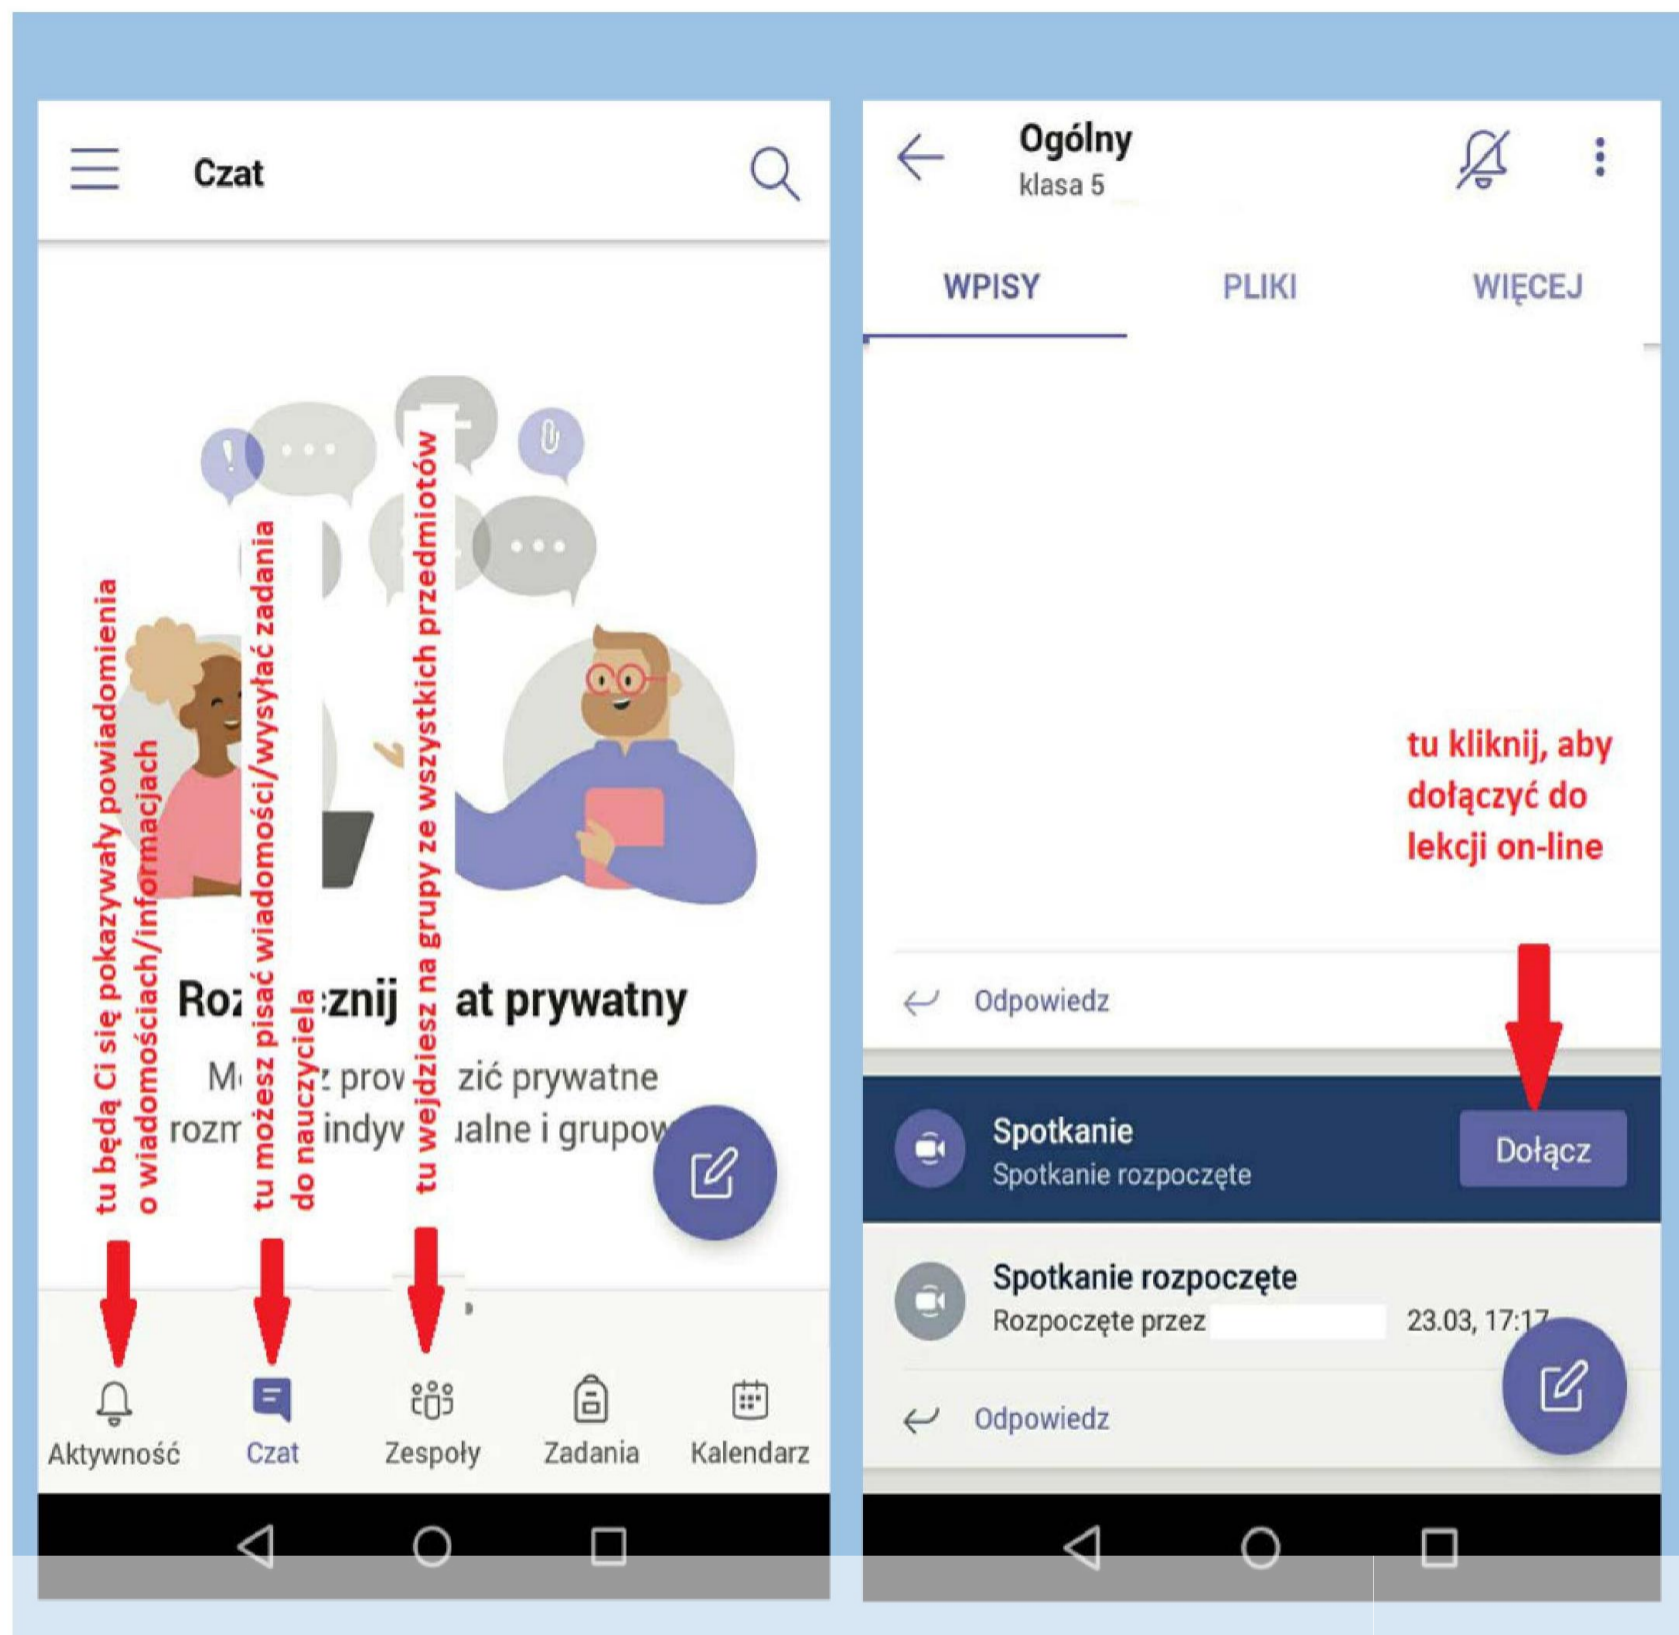 Czat
tu będą Ci się pokazywały powiadomienia
o wiadomościach/informacjach
tu możesz pisać wiadomości/wysyłać zadania
do nauczyciela
tu wejdziesz na grupy ze wszystkich przedmiotów
at prywatny
zić prywatne
i grupow
Aktywność
Czat
Zespoły
Zadania
Kalendarz
Ogólny
klasa 5
WPISY PLIKI WIĘCEJ
tu kliknij, aby
dołączyć do
lekcji on-line
Odpowiedz
Spotkanie
Spotkanie rozpoczęte
Dołącz
Spotkanie rozpoczęte
Rozpoczęte przez 23.03, 17:17
Odpowiedz